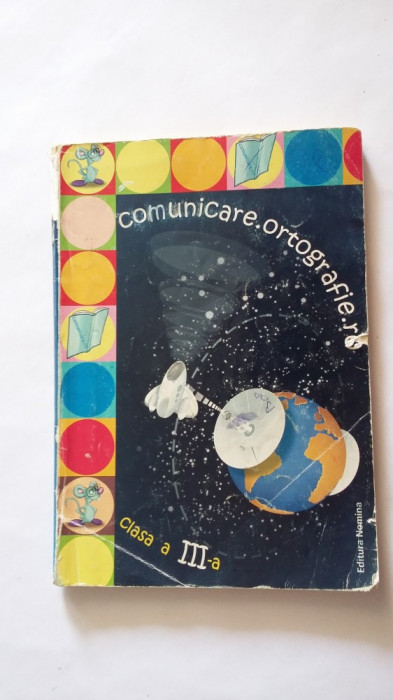 comunicare.ortografie.r
clasa a III-a
Editura Nomina